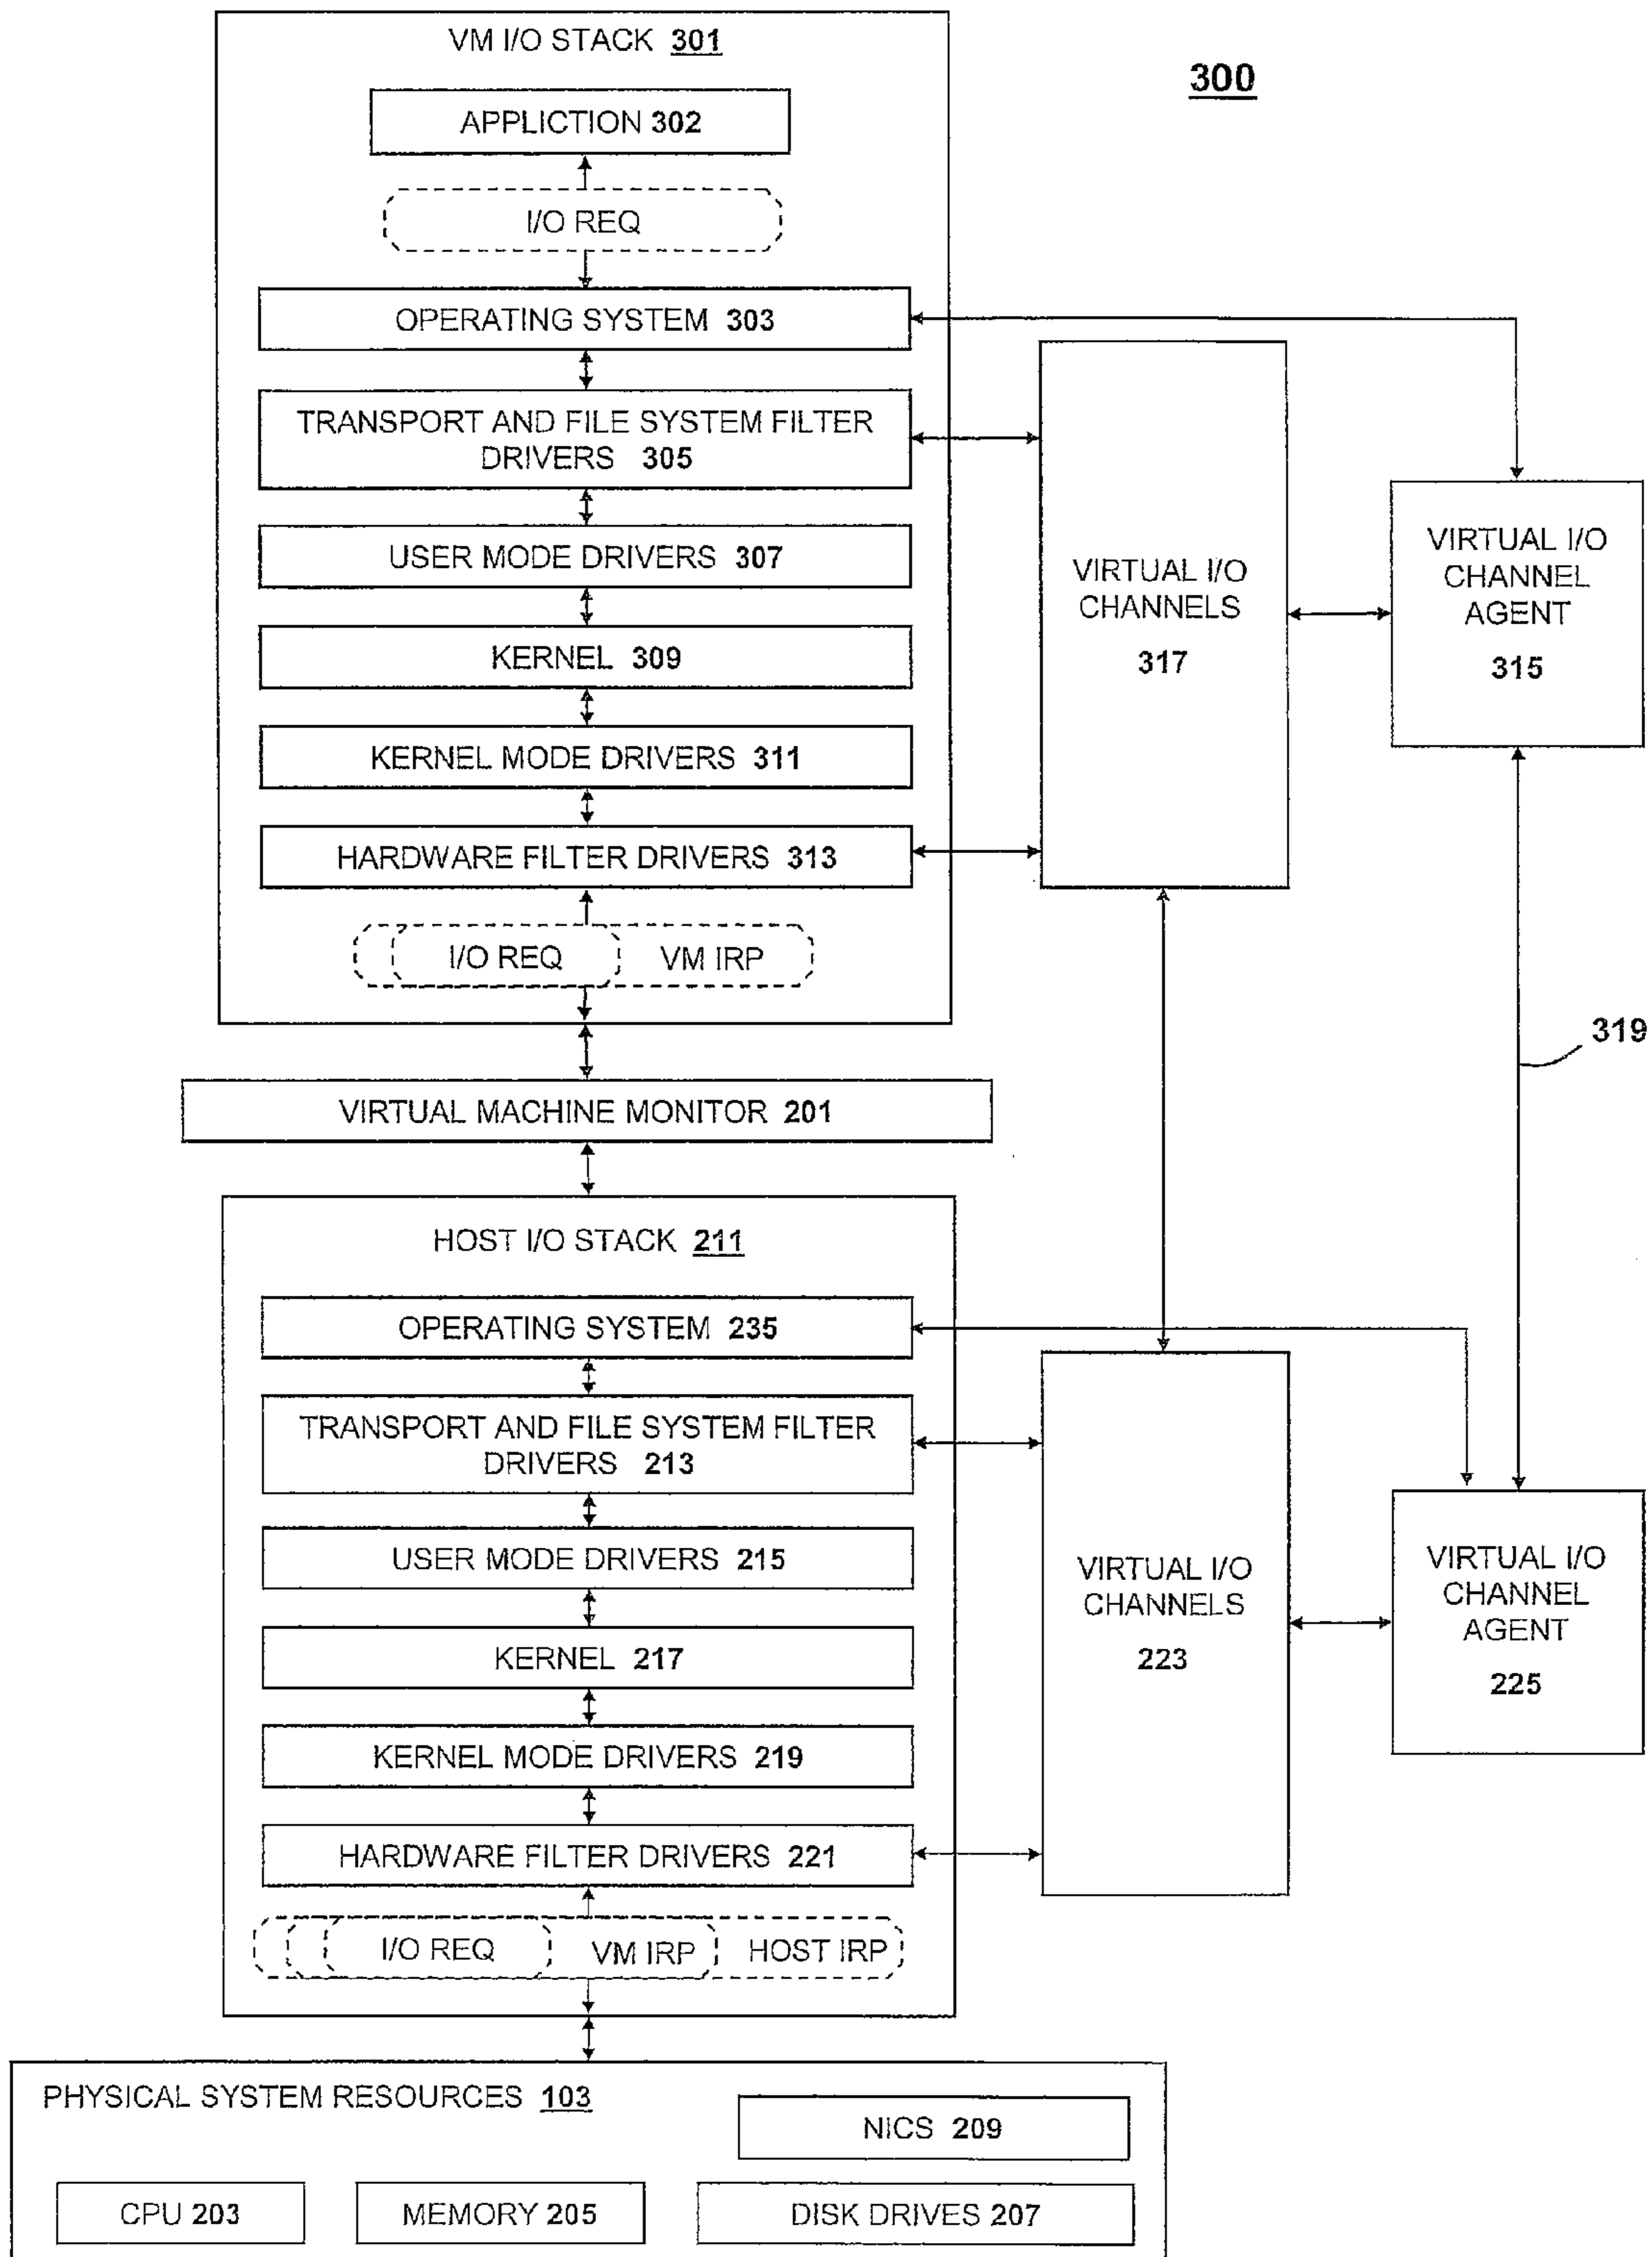 VM I/O STACK 301
300
APPLICTION 302
I/O REQ
OPERATING SYSTEM 303
TRANSPORT AND FILE SYSTEM FILTER
DRIVERS 305
USER MODE DRIVERS 307
KERNEL 309
KERNEL MODE DRIVERS 311
HARDWARE FILTER DRIVERS 313
I/O REQ VM IRP
VIRTUAL I/O
CHANNELS
317
VIRTUAL I/O
CHANNEL
AGENT
315
319
VIRTUAL MACHINE MONITOR 201
HOST I/O STACK 211
OPERATING SYSTEM 235
TRANSPORT AND FILE SYSTEM FILTER
DRIVERS 213
USER MODE DRIVERS 215
KERNEL 217
KERNEL MODE DRIVERS 219
HARDWARE FILTER DRIVERS 221
I/O REQ VM IRP HOST IRP
VIRTUAL I/O
CHANNELS
223
VIRTUAL I/O
CHANNEL
AGENT
225
PHYSICAL SYSTEM RESOURCES 103
NICS 209
CPU 203
MEMORY 205
DISK DRIVES 207